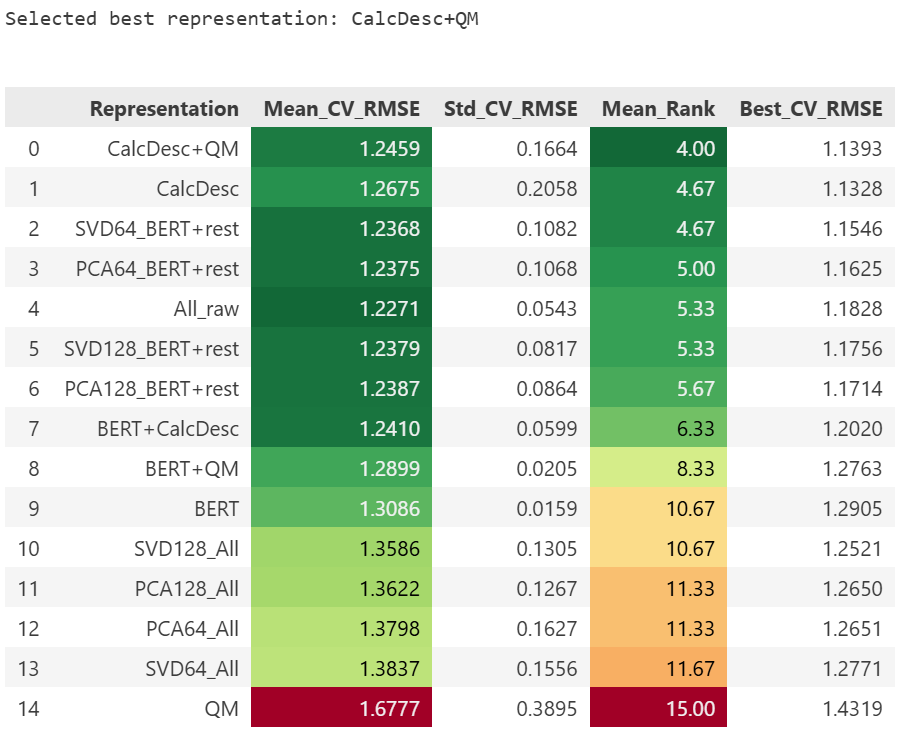 Selected best representation: CalcDesc+QM
Representation Mean_CV_RMSE Std_CV_RMSE Mean_Rank Best_CV_RMSE
0 CalcDesc+QM 1.2459 0.1664 4.00 1.1393
1 CalcDesc 1.2675 0.2058 4.67 1.1328
2 SVD64_BERT+rest 1.2368 0.1082 4.67 1.1546
3 PCA64_BERT+rest 1.2375 0.1068 5.00 1.1625
4 All_raw 1.2271 0.0543 5.33 1.1828
5 SVD128_BERT+rest 1.2379 0.0817 5.33 1.1756
6 PCA128_BERT+rest 1.2387 0.0864 5.67 1.1714
7 BERT+CalcDesc 1.2410 0.0599 6.33 1.2020
8 BERT+QM 1.2899 0.0205 8.33 1.2763
9 BERT 1.3086 0.0159 10.67 1.2905
10 SVD128_All 1.3586 0.1305 10.67 1.2521
11 PCA128_All 1.3622 0.1267 11.33 1.2650
12 PCA64_All 1.3798 0.1627 11.33 1.2651
13 SVD64_All 1.3837 0.1556 11.67 1.2771
14 QM 1.6777 0.3895 15.00 1.4319